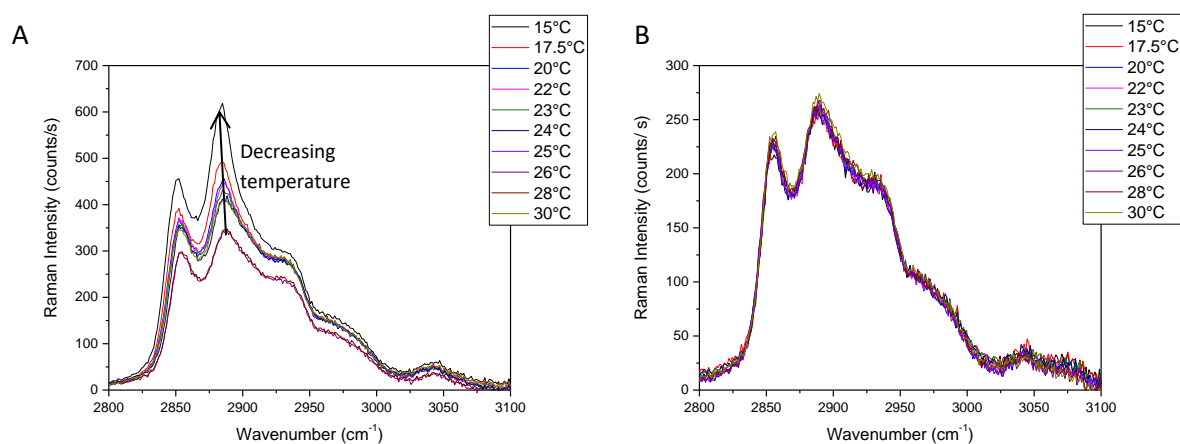 A
15°C
17.5°C
20°C
22°C
23°C
24°C
25°C
26°C
28°C
30°C
700
600
500
400
300
200
100
0
Raman Intensity (counts/s)
Decreasing
temperature
2800 2850 2900 2950 3000 3050 3100
Wavenumber (cm⁻¹)
B
15°C
17.5°C
20°C
22°C
23°C
24°C
25°C
26°C
28°C
30°C
300
250
200
150
100
50
0
Raman Intensity (counts/ s)
2800 2850 2900 2950 3000 3050 3100
Wavenumber (cm⁻¹)